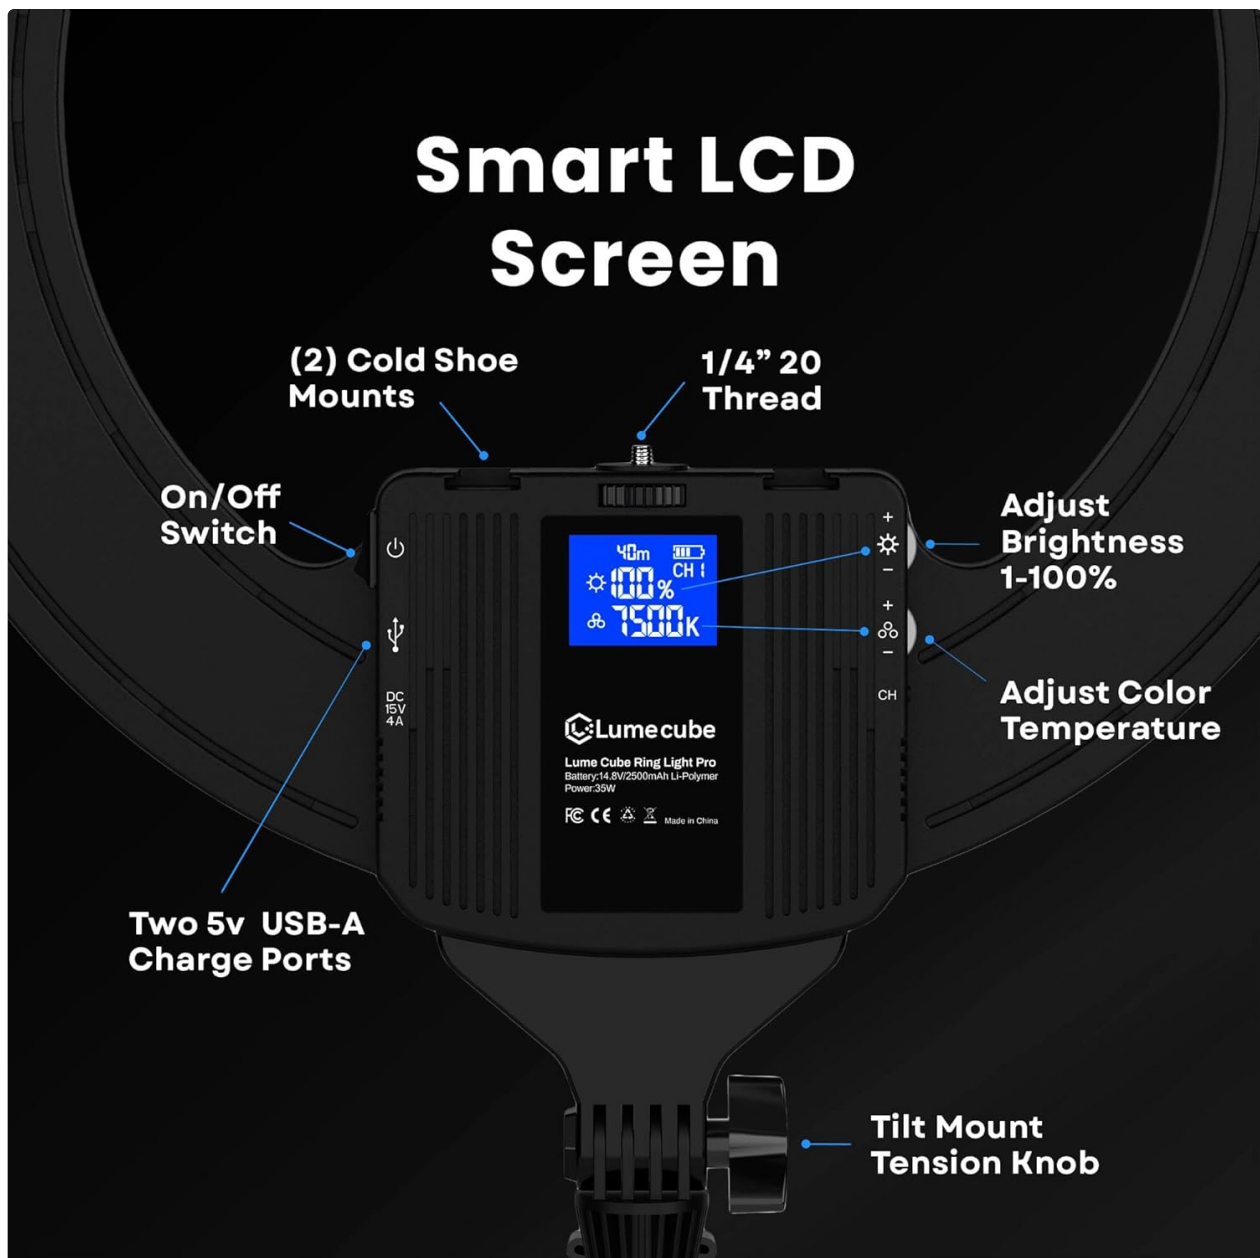 Smart LCD
Screen
(2) Cold Shoe
Mounts
1/4” 20
Thread
On/Off
Switch
Adjust
Brightness
1-100%
+
−
40m
CH 1
100%
7500K
+
−
CH
DC
15V
4A
Adjust Color
Temperature
Lumecube
Lume Cube Ring Light Pro
Battery:14.8V/2500mAh Li-Polymer
Power:35W
FC CE Made in China
Two 5v USB-A
Charge Ports
Tilt Mount
Tension Knob